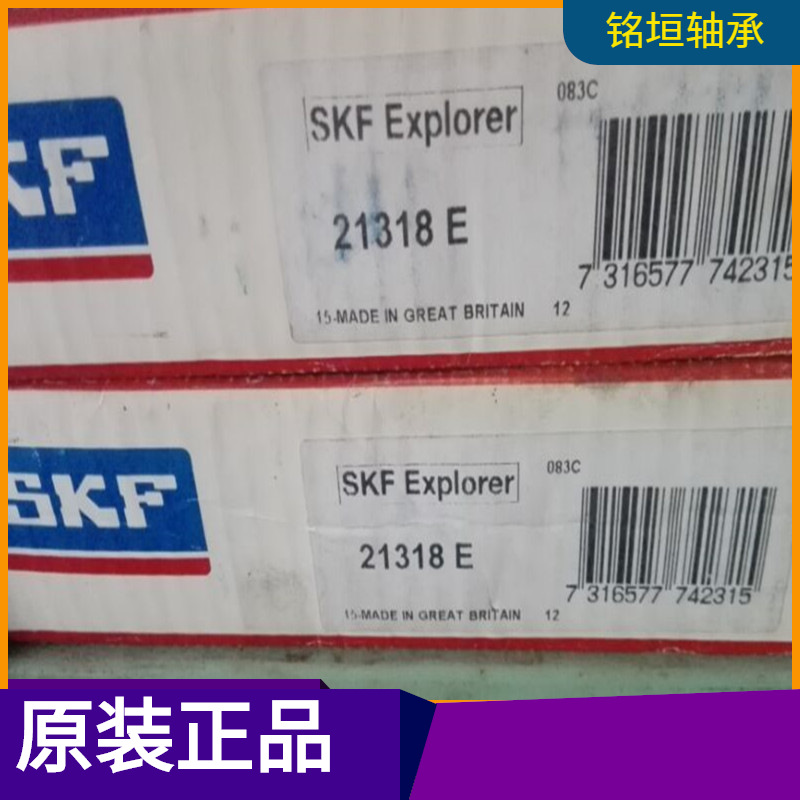 铭垣轴承
SKF
SKF Explorer
083C
21318 E
7 316577 742315
15-MADE IN GREAT BRITAIN 12
SKF
SKF Explorer
083C
21318 E
7 316577 742315
15-MADE IN GREAT BRITAIN 12
原装正品